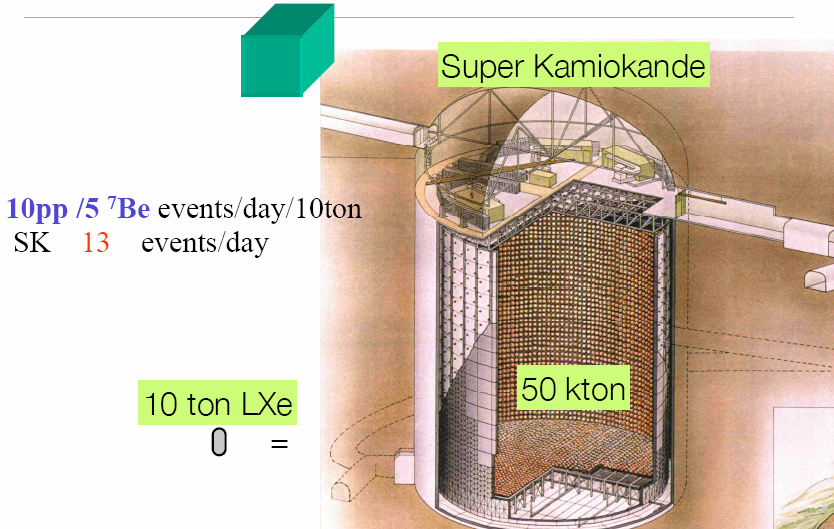 Super Kamiokande
10pp /5 ⁷Be events/day/10ton
SK 13 events/day
50 kton
10 ton LXe
=